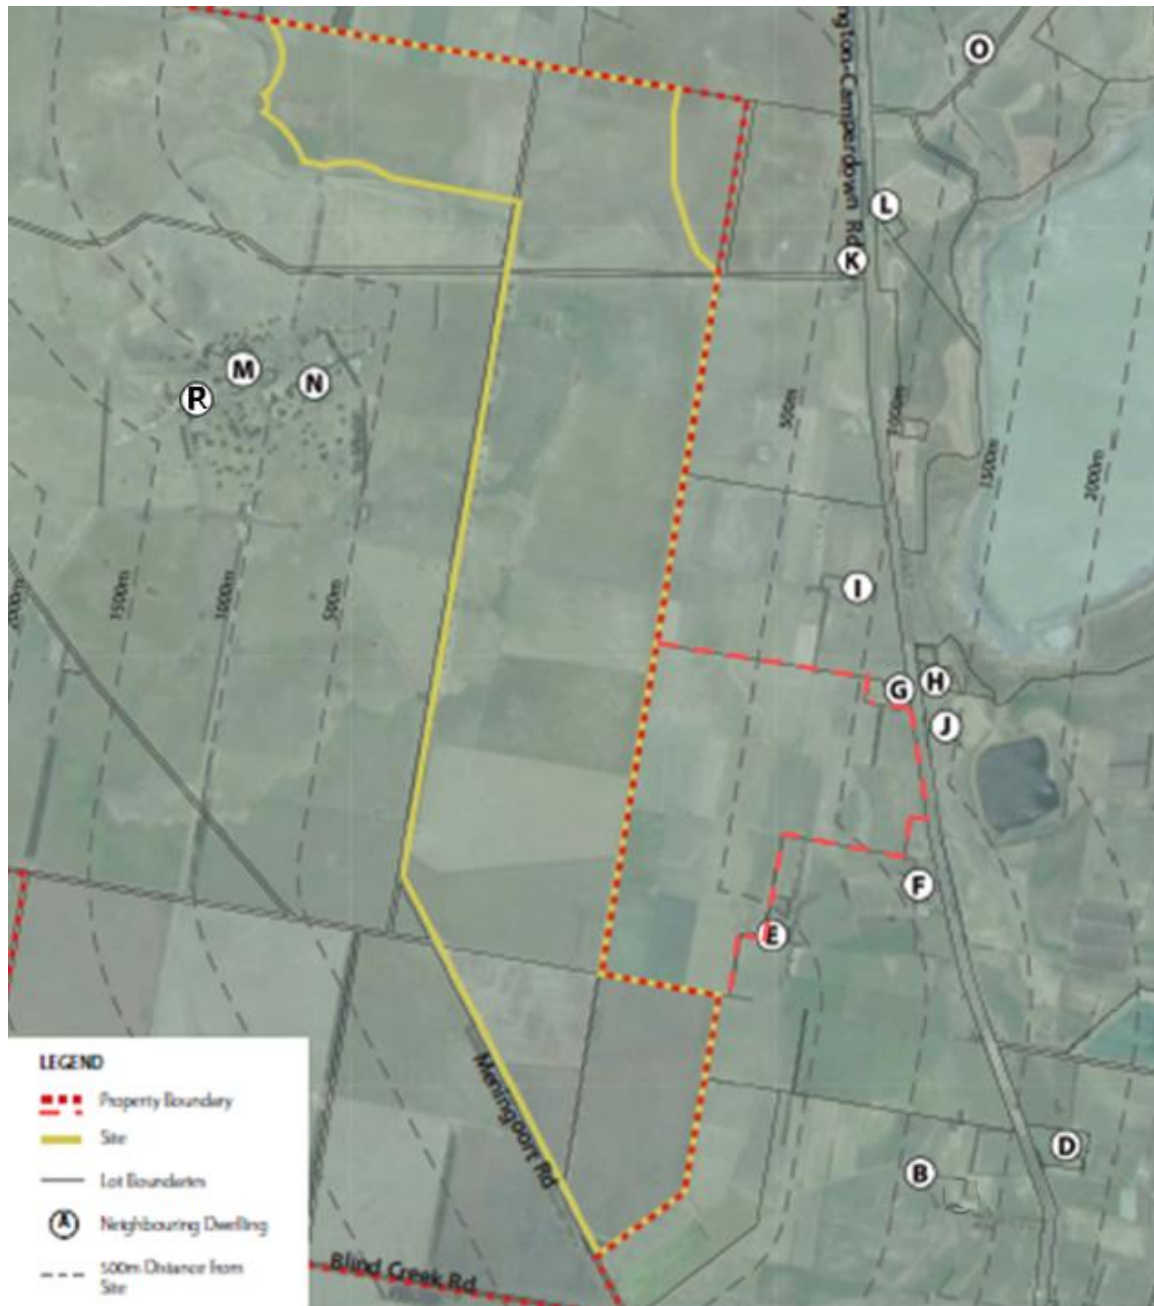 ngton-Camperdown Rd
O
L
K
M
N
R
500m
1000m
1500m
2000m
I
2000m
1500m
1000m
500m
G
H
J
F
E
Meningoort Rd
D
B
Blind Creek Rd
LEGEND
Property Boundary
Site
Lot Boundaries
A
Neighbouring Dwelling
500m Distance from
Site